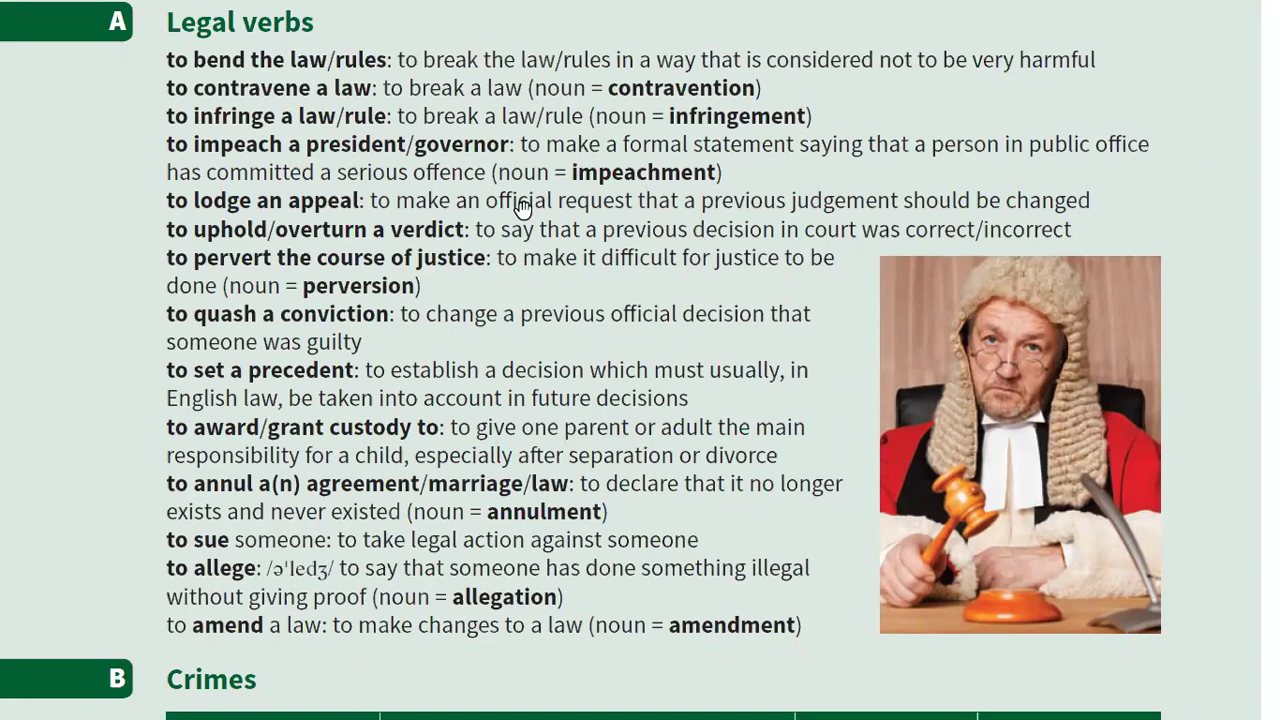 A Legal verbs
to bend the law/rules: to break the law/rules in a way that is considered not to be very harmful
to contravene a law: to break a law (noun = contravention)
to infringe a law/rule: to break a law/rule (noun = infringement)
to impeach a president/governor: to make a formal statement saying that a person in public office
has committed a serious offence (noun = impeachment)
to lodge an appeal: to make an official request that a previous judgement should be changed
to uphold/overturn a verdict: to say that a previous decision in court was correct/incorrect
to pervert the course of justice: to make it difficult for justice to be
done (noun = perversion)
to quash a conviction: to change a previous official decision that
someone was guilty
to set a precedent: to establish a decision which must usually, in
English law, be taken into account in future decisions
to award/grant custody to: to give one parent or adult the main
responsibility for a child, especially after separation or divorce
to annul a(n) agreement/marriage/law: to declare that it no longer
exists and never existed (noun = annulment)
to sue someone: to take legal action against someone
to allege: /əˈledʒ/ to say that someone has done something illegal
without giving proof (noun = allegation)
to amend a law: to make changes to a law (noun = amendment)
B Crimes